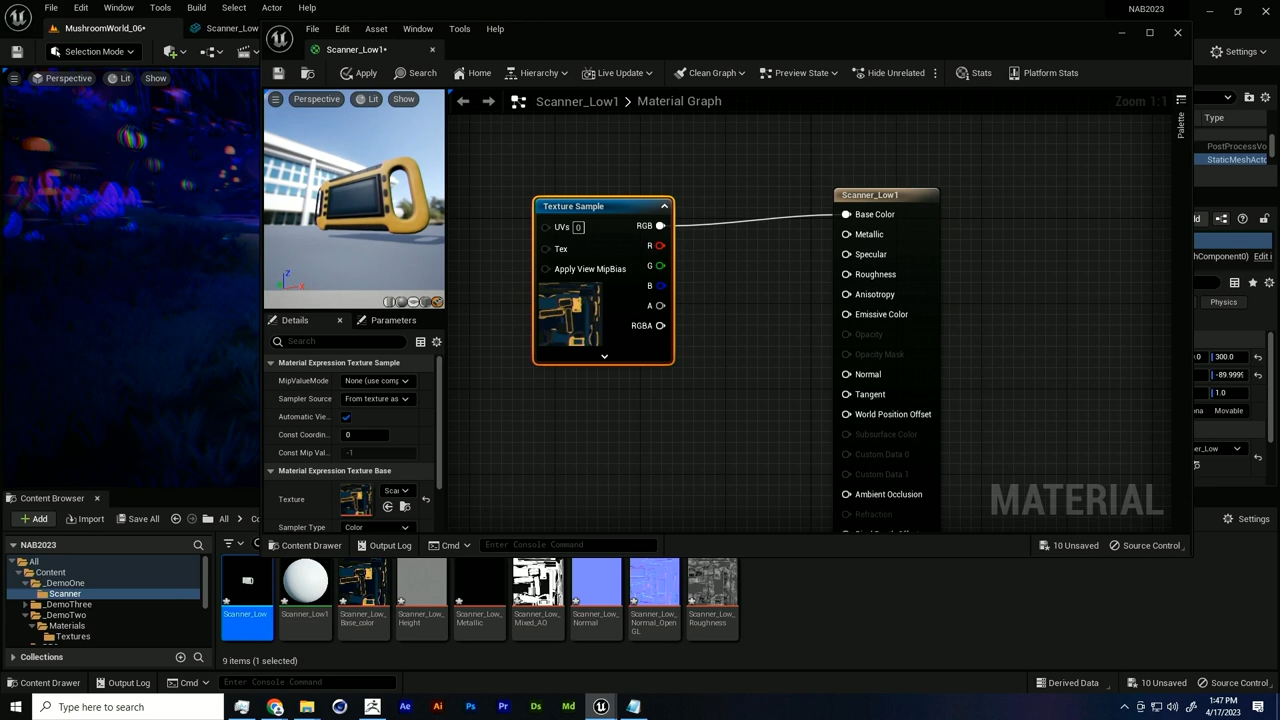 File Edit Window Tools Build Select Actor Help
NAB2023
MushroomWorld_06*
Scanner_Low
File Edit Asset Window Tools Help
Selection Mode
Scanner_Low1*
Settings
Apply Search Home Hierarchy Live Update Clean Graph Preview State Hide Unrelated Stats Platform Stats
Perspective Lit Show
Perspective Lit Show
Scanner_Low1 > Material Graph
Zoom 1:1
Palette
Type
PostProcessVo
StaticMeshActo
Texture Sample
UVs 0
Tex
Apply View MipBias
RGB
R
G
B
A
RGBA
Scanner_Low1
Base Color
Metallic
Specular
Roughness
Anisotropy
Emissive Color
Opacity
Opacity Mask
Normal
Tangent
World Position Offset
Subsurface Color
Custom Data 0
Custom Data 1
Ambient Occlusion
Refraction
MATERIAL
Edit i
Physics
300.0
-89.9999
1.0
Movable
Details Parameters
Search
Material Expression Texture Sample
MipValueMode None (use comp
Sampler Source From texture as
Automatic Vie...
Const Coordin... 0
Const Mip Val... -1
Material Expression Texture Base
Texture Sca
Sampler Type Color
Content Drawer Output Log Cmd Enter Console Command
10 Unsaved Source Control
Content Browser
Add Import Save All All
Settings
NAB2023
All
Content
_DemoOne
Scanner
_DemoThree
_DemoTwo
Materials
Textures
Collections
Scanner_Low
Scanner_Low1
Scanner_Low_Base_color
Scanner_Low_Height
Scanner_Low_Metallic
Scanner_Low_Mixed_AO
Scanner_Low_Normal
Scanner_Low_Normal_OpenGL
Scanner_Low_Roughness
9 items (1 selected)
Content Drawer Output Log Cmd Enter Console Command
Derived Data 10 Unsaved Source Control
Type here to search
Ae Ai Ps Pr Ds Md
1:47 PM
4/17/2023